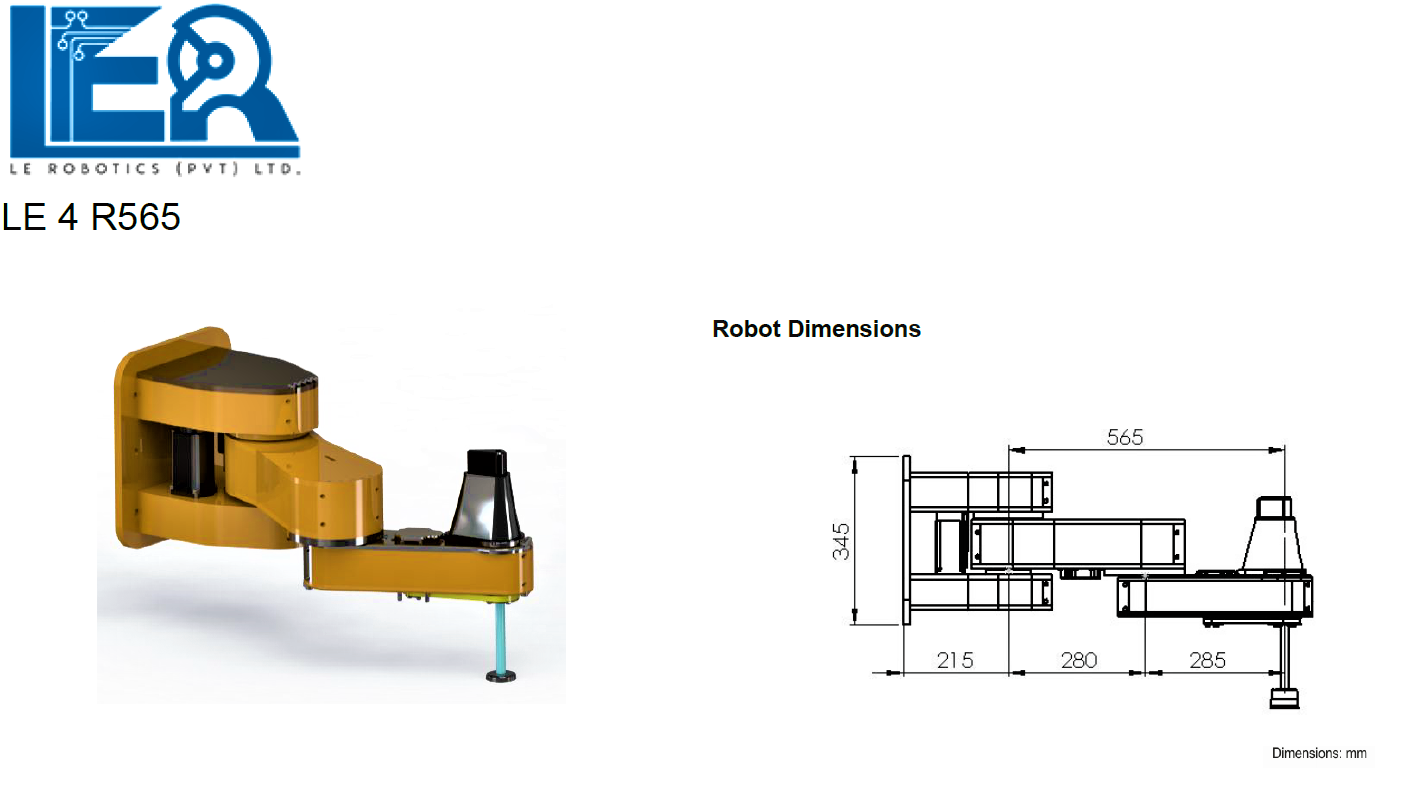 LE ROBOTICS (PVT) LTD.
LE 4 R565
Robot Dimensions
565
345
215 280 285
Dimensions: mm